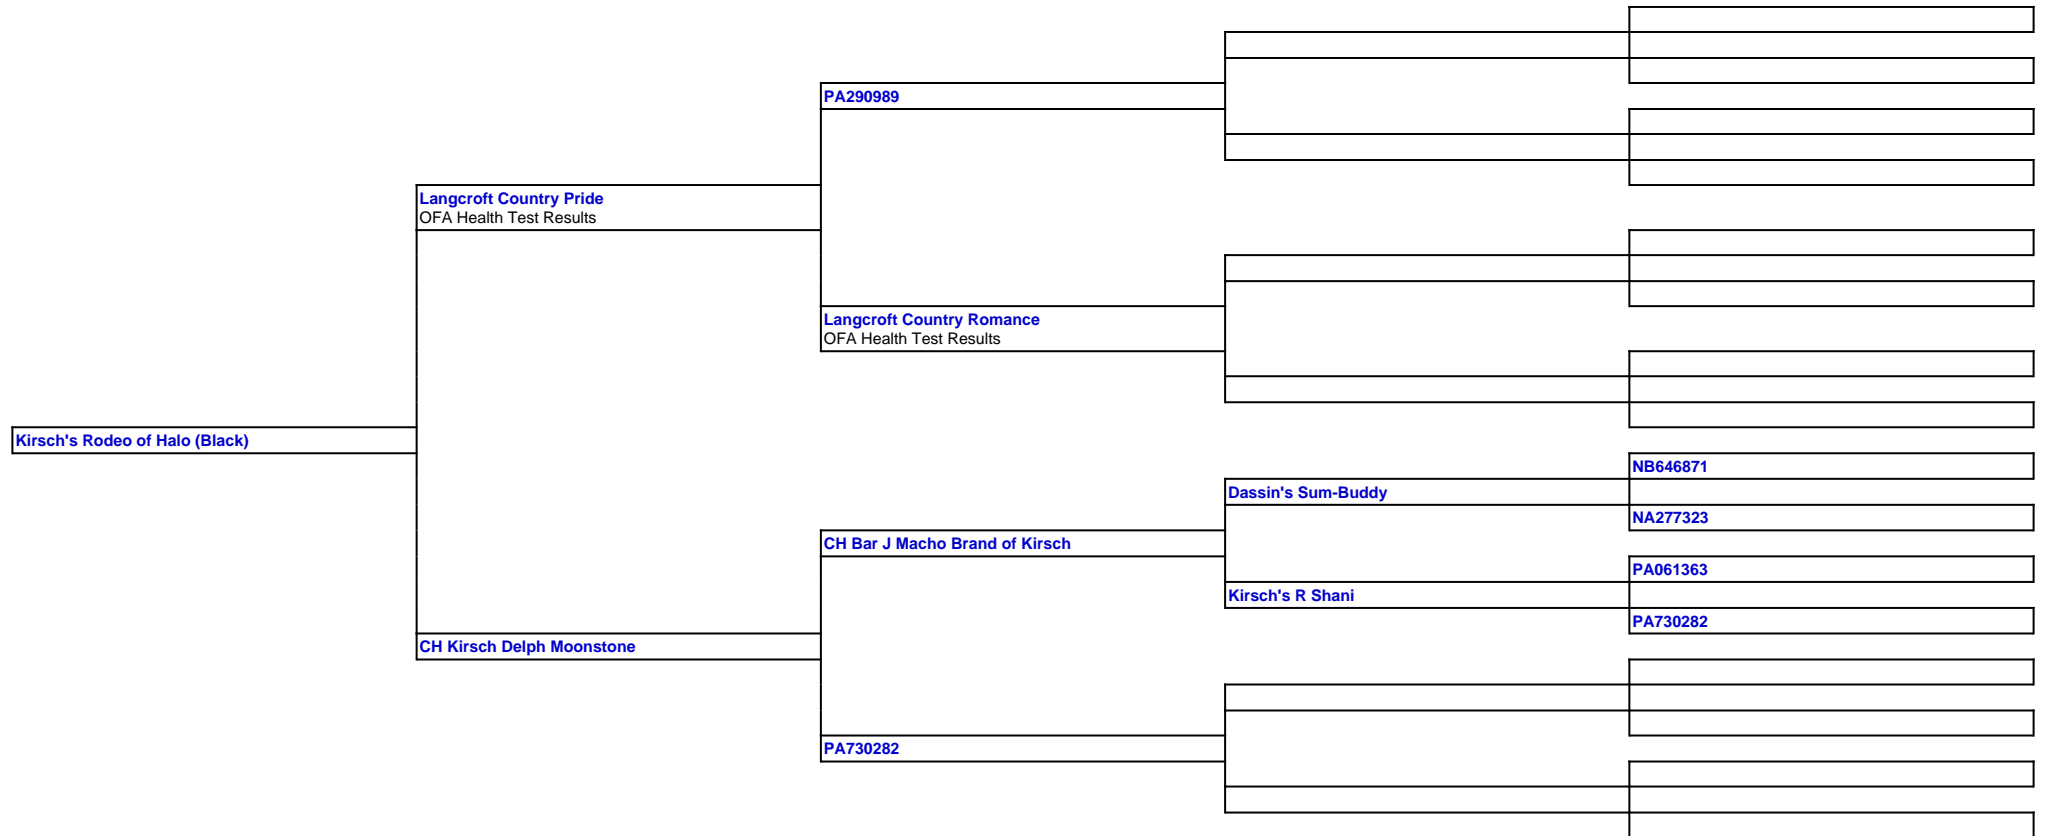 PA290989
Langcroft Country Pride
OFA Health Test Results
Langcroft Country Romance
OFA Health Test Results
Kirsch's Rodeo of Halo (Black)
NB646871
Dassin's Sum-Buddy
NA277323
CH Bar J Macho Brand of Kirsch
PA061363
Kirsch's R Shani
PA730282
CH Kirsch Delph Moonstone
PA730282